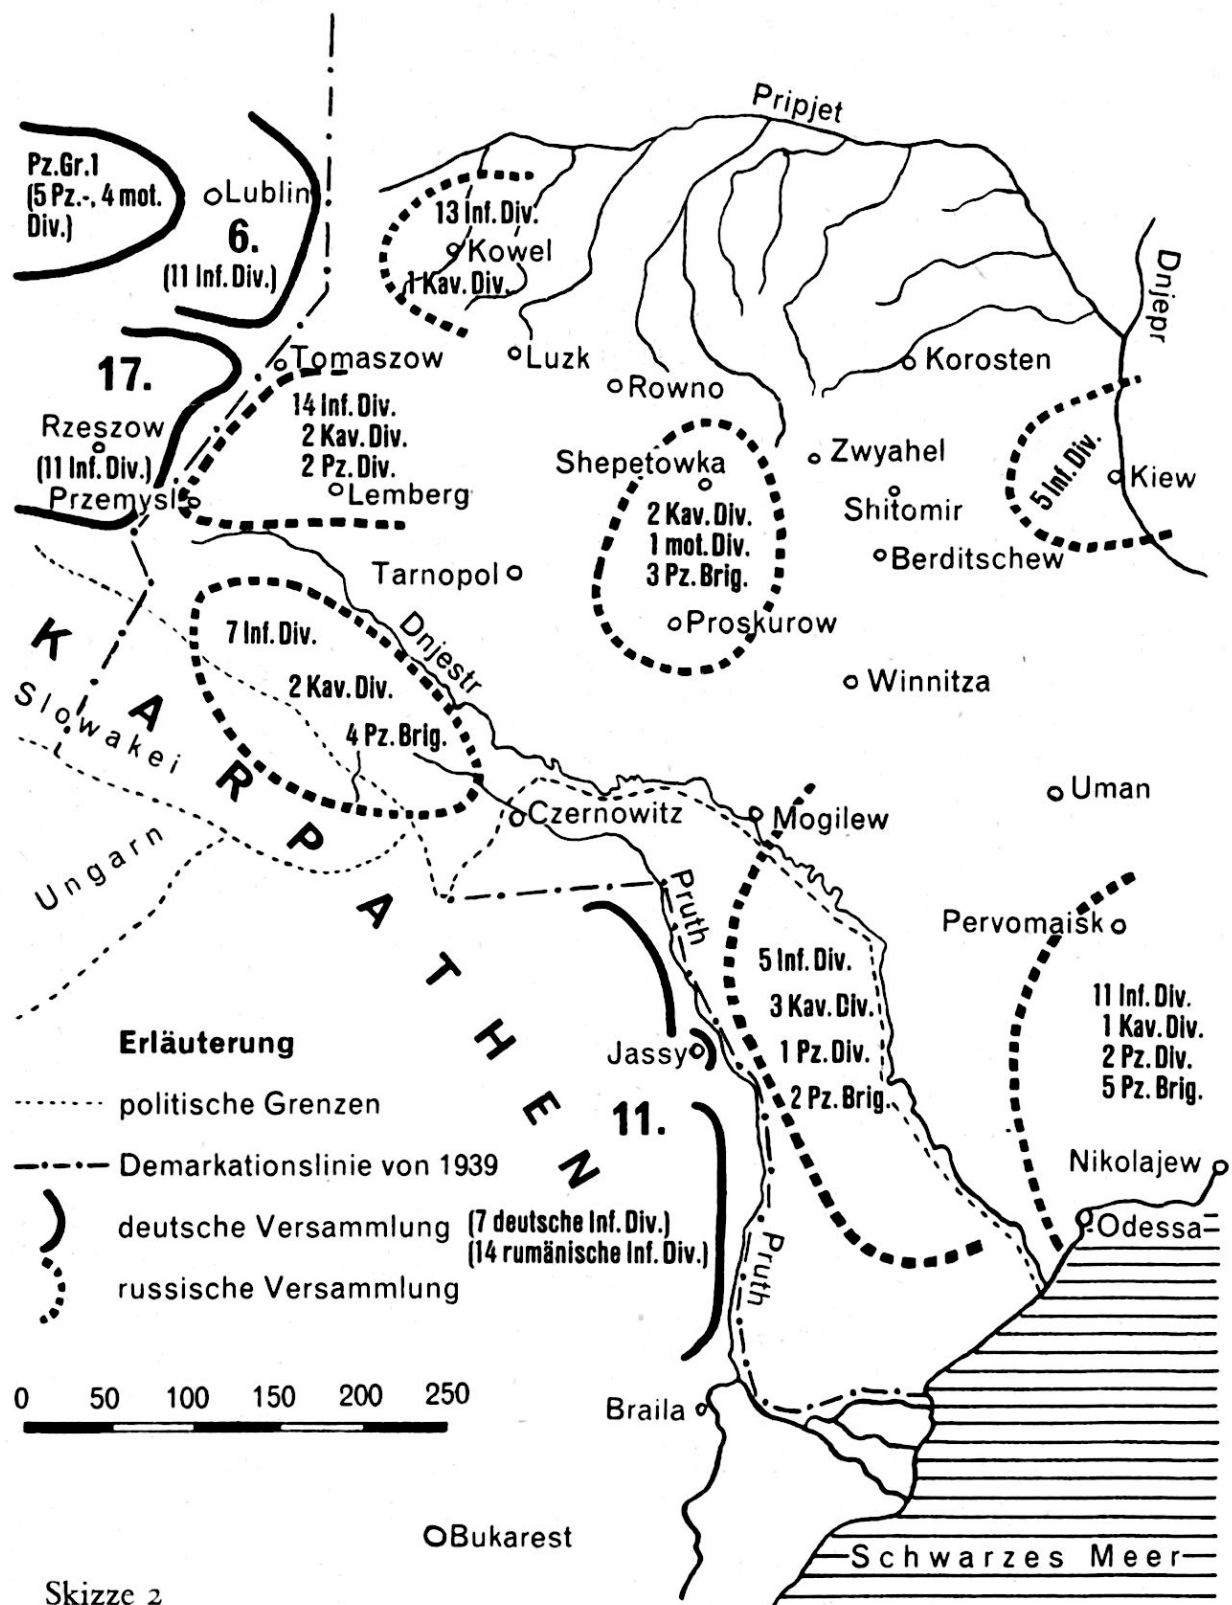 Pripjet
Pz.Gr.1
(5 Pz.-, 4 mot.
Div.)
Lublin
6.
(11 Inf. Div.)
13 Inf. Div.
Kowel
1 Kav. Div.
Dnjepr
17.
Tomaszow
Luzk
Rowno
Korosten
Rzeszow
(11 Inf. Div.)
Przemysl
14 Inf. Div.
2 Kav. Div.
2 Pz. Div.
Lemberg
Shepetowka
2 Kav. Div.
1 mot. Div.
3 Pz. Brig.
Proskurow
Zwyahel
Shitomir
Berditschew
5 Inf. Div.
Kiew
Tarnopol
Dnjestr
7 Inf. Div.
2 Kav. Div.
4 Pz. Brig.
Winnitza
KARPATHEN
Slowakei
Ungarn
Czernowitz
Mogilew
Uman
Pruth
Pervomaisk
5 Inf. Div.
3 Kav. Div.
1 Pz. Div.
2 Pz. Brig.
11 Inf. Div.
1 Kav. Div.
2 Pz. Div.
5 Pz. Brig.
Jassy
11.
Nikolajew
Odessa
Pruth
Erläuterung
politische Grenzen
Demarkationslinie von 1939
deutsche Versammlung (7 deutsche Inf. Div.)
(14 rumänische Inf. Div.)
russische Versammlung
0 50 100 150 200 250
Braila
Bukarest
Schwarzes Meer
Skizze 2